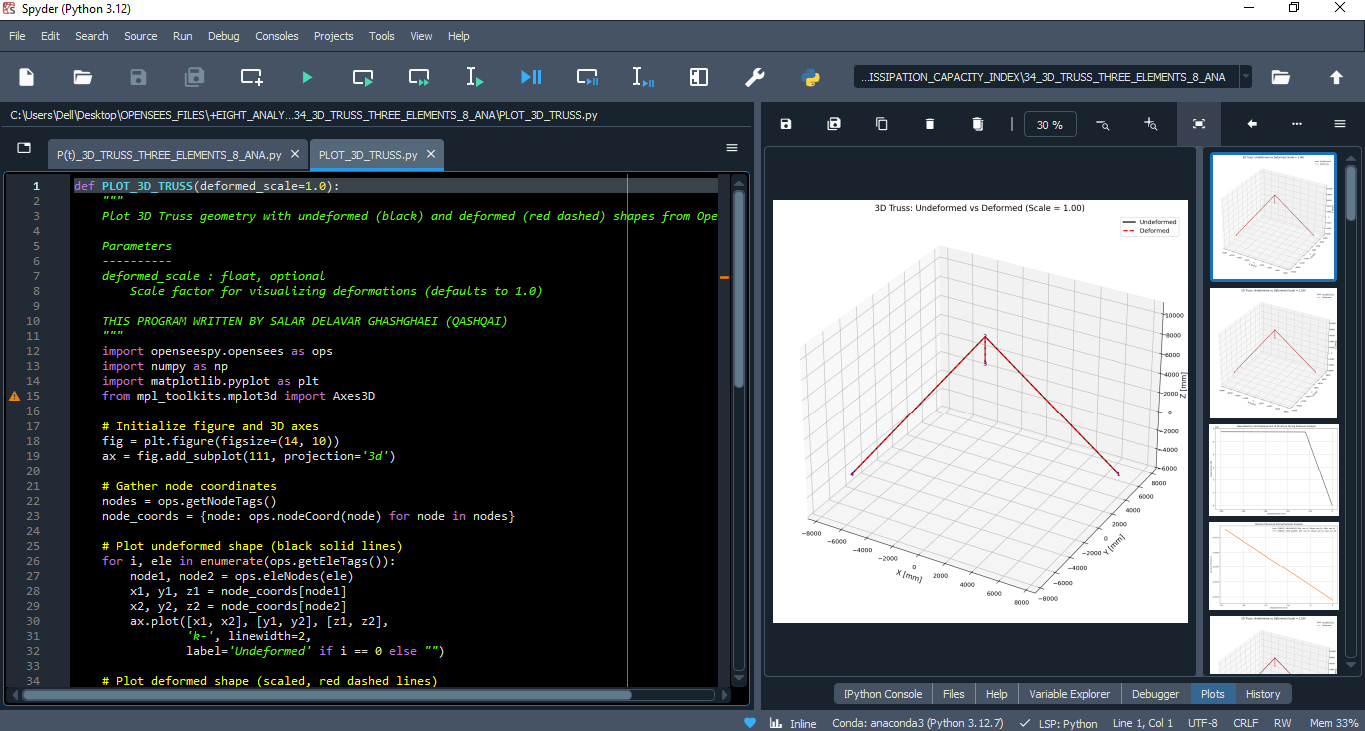 Spyder (Python 3.12)
File Edit Search Source Run Debug Consoles Projects Tools View Help
...ISSIPATION_CAPACITY_INDEX\34_3D_TRUSS_THREE_ELEMENTS_8_ANA
C:\Users\Dell\Desktop\OPENSEES_FILES\+EIGHT_ANALY...34_3D_TRUSS_THREE_ELEMENTS_8_ANA\PLOT_3D_TRUSS.py
P(t)_3D_TRUSS_THREE_ELEMENTS_8_ANA.py
PLOT_3D_TRUSS.py
1 def PLOT_3D_TRUSS(deformed_scale=1.0):
2 """
3 Plot 3D Truss geometry with undeformed (black) and deformed (red dashed) shapes from Ope
4
5 Parameters
6 ----------
7 deformed_scale : float, optional
8 Scale factor for visualizing deformations (defaults to 1.0)
9
10 THIS PROGRAM WRITTEN BY SALAR DELAVAR GHASHGHAEI (QASHQAI)
11 """
12 import openseespy.opensees as ops
13 import numpy as np
14 import matplotlib.pyplot as plt
15 from mpl_toolkits.mplot3d import Axes3D
16
17 # Initialize figure and 3D axes
18 fig = plt.figure(figsize=(14, 10))
19 ax = fig.add_subplot(111, projection='3d')
20
21 # Gather node coordinates
22 nodes = ops.getNodeTags()
23 node_coords = {node: ops.nodeCoord(node) for node in nodes}
24
25 # Plot undeformed shape (black solid lines)
26 for i, ele in enumerate(ops.getEleTags()):
27 node1, node2 = ops.eleNodes(ele)
28 x1, y1, z1 = node_coords[node1]
29 x2, y2, z2 = node_coords[node2]
30 ax.plot([x1, x2], [y1, y2], [z1, z2],
31 'k-', linewidth=2,
32 label='Undeformed' if i == 0 else "")
33
34 # Plot deformed shape (scaled, red dashed lines)
30 %
3D Truss: Undeformed vs Deformed (Scale = 1.00)
Undeformed
Deformed
10000
8000
6000
4000
2000
0
−2000
−4000
−6000
Z [mm]
8000
6000
4000
2000
0
−2000
−4000
−6000
−8000
Y [mm]
−8000
−6000
−4000
−2000
0
2000
4000
6000
8000
X [mm]
IPython Console Files Help Variable Explorer Debugger Plots History
Inline Conda: anaconda3 (Python 3.12.7) LSP: Python Line 1, Col 1 UTF-8 CRLF RW Mem 33%